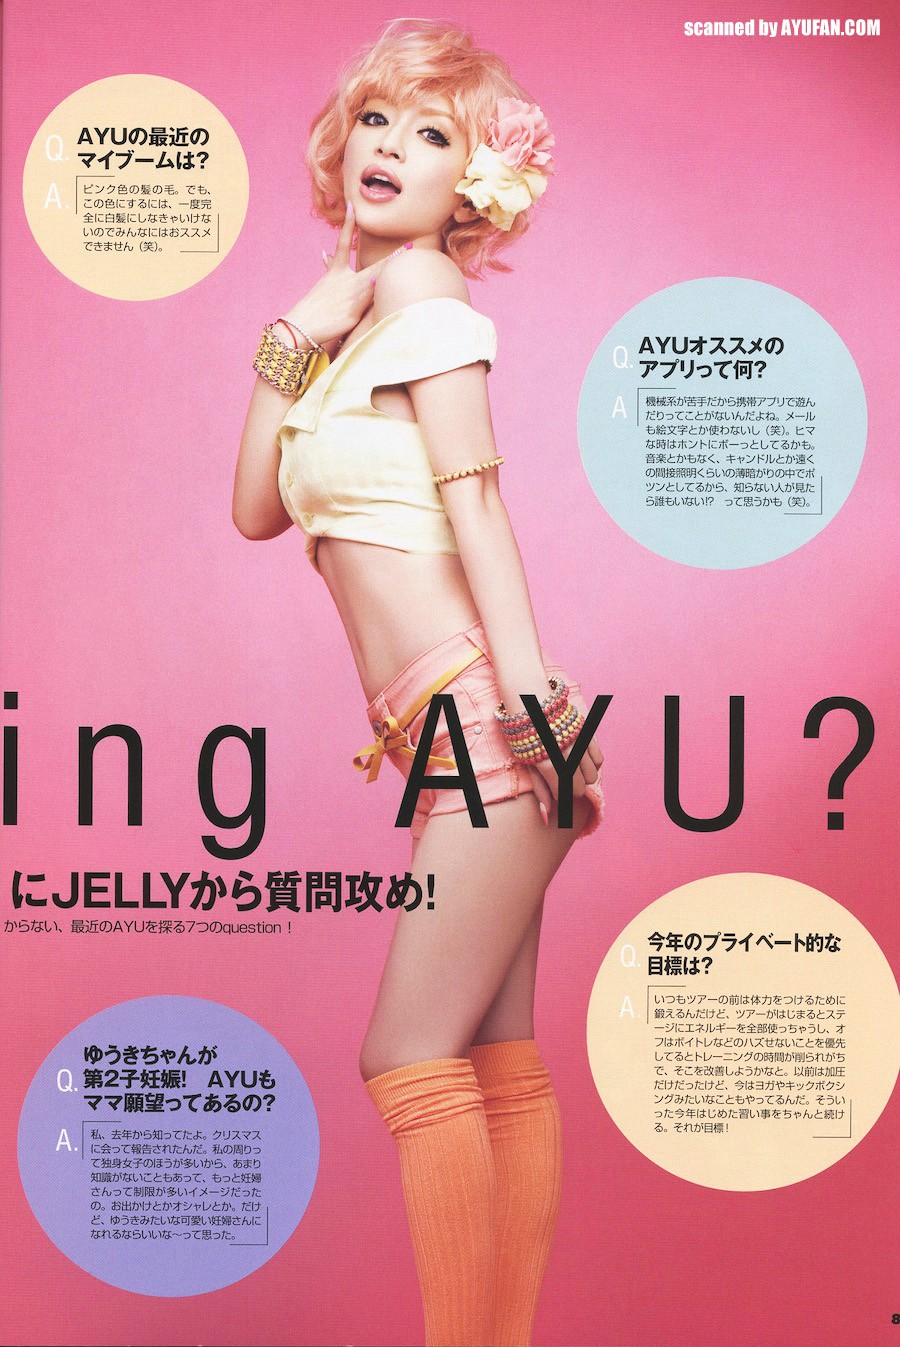 scanned by AYUFAN.COM
Q.
AYUの最近の
マイブームは?
A.
ピンク色の髪の毛。でも、
この色にするには、一度完
全に白髪にしなきゃいけな
いのでみんなにはおススメ
できません（笑）。
Q.
AYUオススメの
アプリって何?
A
機械系が苦手だから携帯アプリで遊ん
だりってことがないんだよね。メール
も絵文字とか使わないし（笑）。ヒマ
な時はホントにボーっとしてるかも。
音楽とかもなく、キャンドルとか遠く
の間接照明くらいの薄暗がりの中でポ
ツンとしてるから、知らない人が見た
ら誰もいない!?　って思うかも（笑）。
ing AYU?
にJELLYから質問攻め!
からない、最近のAYUを探る7つのquestion！
Q.
今年のプライベート的な
目標は?
A.
いつもツアーの前は体力をつけるために
鍛えるんだけど、ツアーがはじまるとステ
ージにエネルギーを全部使っちゃうし、オ
フはボイトレなどのハズせないことを優先
してるとトレーニングの時間が削られがち
で、そこを改善しようかなと。以前は加圧
だけだったけど、今はヨガやキックボクシ
ングみたいなこともやってるんだ。そうい
った今年はじめた習い事をちゃんと続け
る。それが目標！
Q.
ゆうきちゃんが
第2子妊娠!　AYUも
ママ願望ってあるの?
A.
私、去年から知ってたよ。クリスマス
に会って報告されたんだ。私の周りっ
て独身女子のほうが多いから、あまり
知識がないこともあって、もっと妊婦
さんって制限が多いイメージだった
の。お出かけとかオシャレとか。だけ
ど、ゆうきみたいな可愛い妊婦さんに
なれるならいいな〜って思った。
8